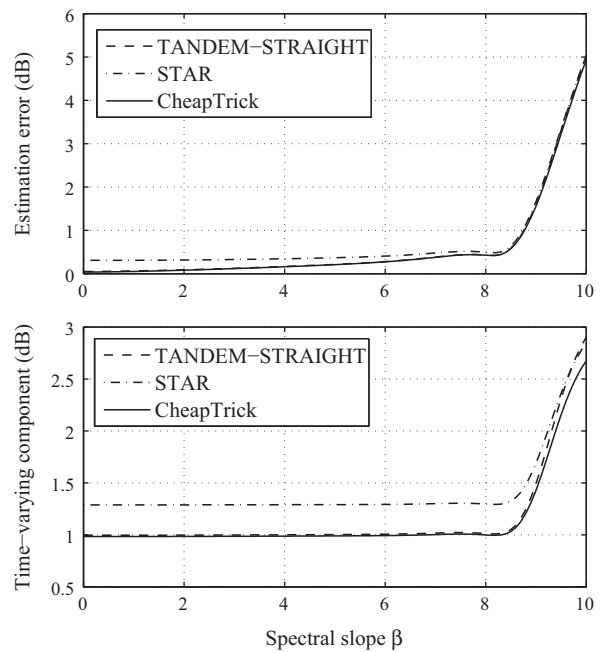 6
5
4
3
2
1
0
Estimation error (dB)
TANDEM−STRAIGHT
STAR
CheapTrick
0 2 4 6 8 10
3
2.5
2
1.5
1
0.5
Time−varying component (dB)
TANDEM−STRAIGHT
STAR
CheapTrick
0 2 4 6 8 10
Spectral slope β